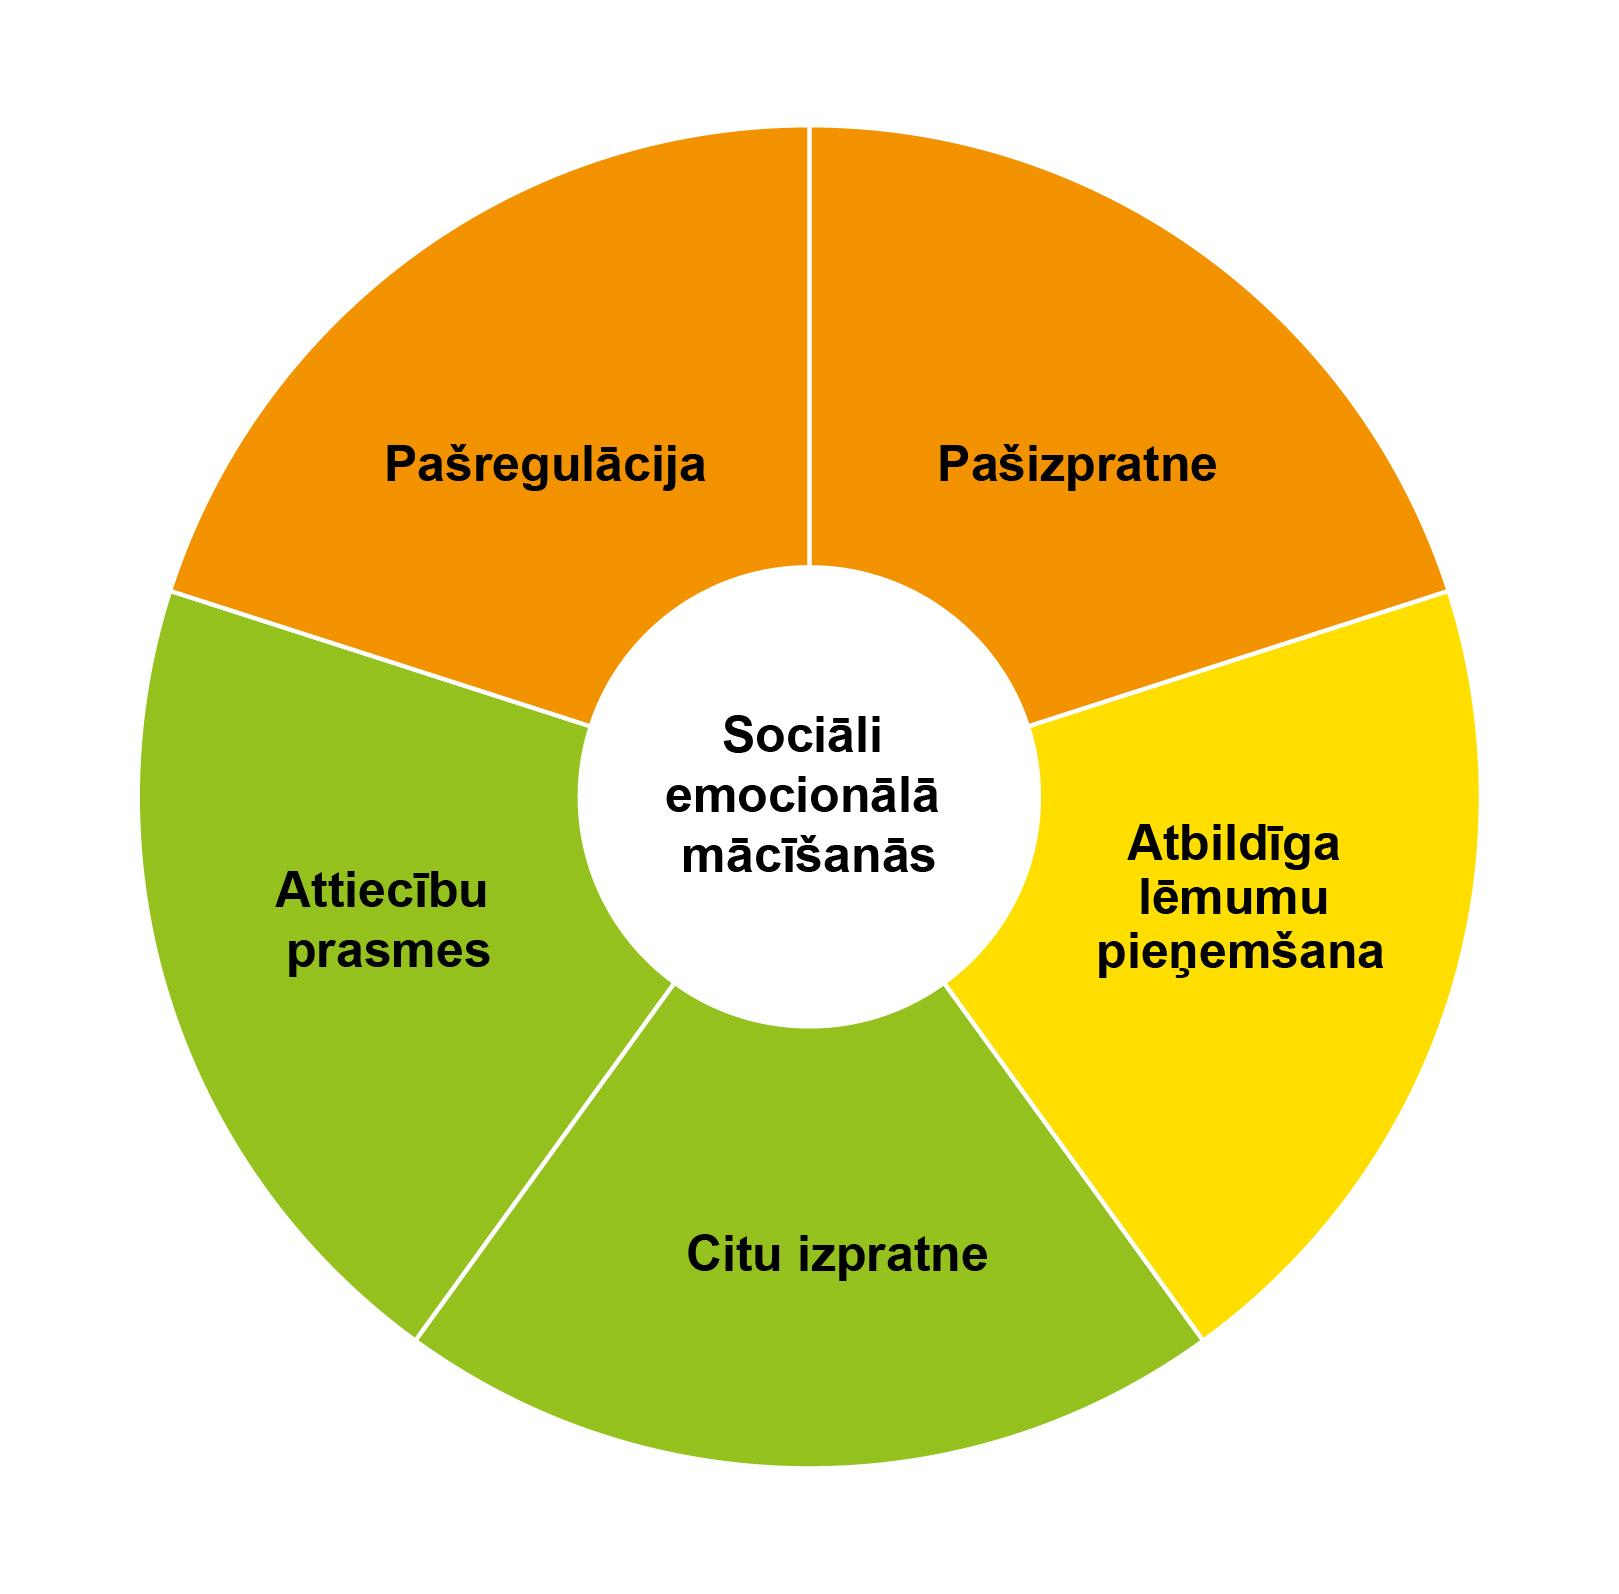 Pašregulācija
Pašizpratne
Sociāli
emocionālā
mācīšanās
Atbildīga
lēmumu
pieņemšana
Attiecību
prasmes
Citu izpratne